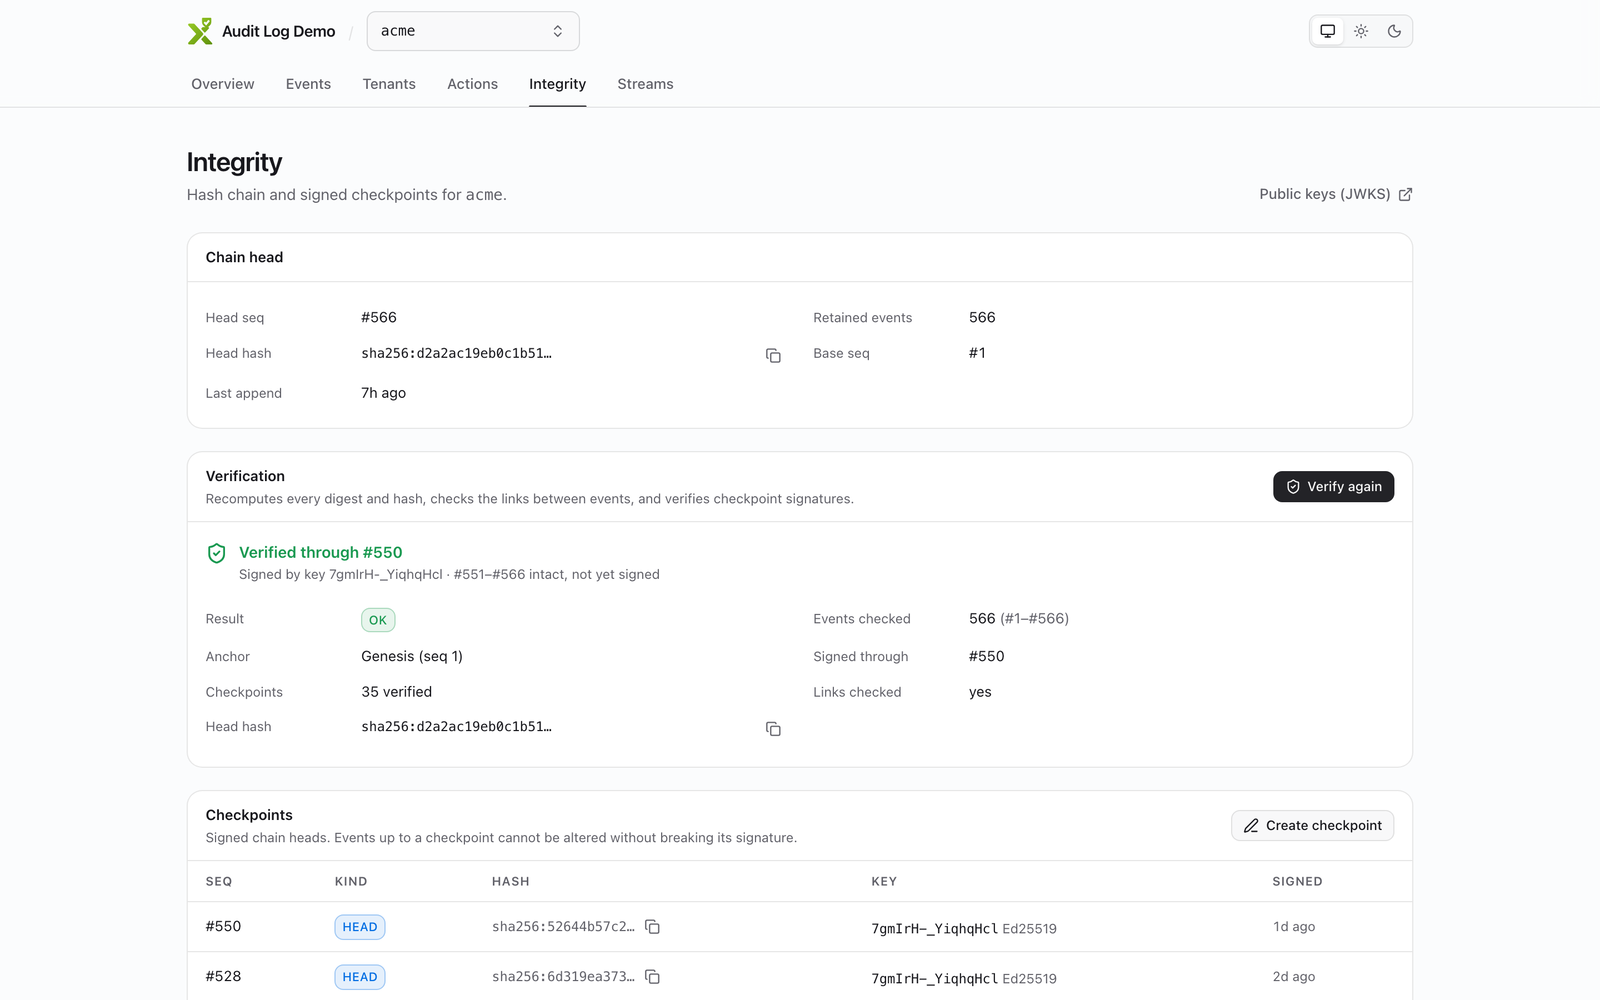 Audit Log Demo / acme
Overview Events Tenants Actions Integrity Streams
Integrity
Hash chain and signed checkpoints for acme.
Public keys (JWKS)
Chain head
Head seq #566 Retained events 566
Head hash sha256:d2a2ac19eb0c1b51… Base seq #1
Last append 7h ago
Verification
Recomputes every digest and hash, checks the links between events, and verifies checkpoint signatures.
Verify again
Verified through #550
Signed by key 7gmIrH-_YiqhqHcl · #551–#566 intact, not yet signed
Result OK Events checked 566 (#1–#566)
Anchor Genesis (seq 1) Signed through #550
Checkpoints 35 verified Links checked yes
Head hash sha256:d2a2ac19eb0c1b51…
Checkpoints
Signed chain heads. Events up to a checkpoint cannot be altered without breaking its signature.
Create checkpoint
SEQ KIND HASH KEY SIGNED
#550 HEAD sha256:52644b57c2… 7gmIrH-_YiqhqHcl Ed25519 1d ago
#528 HEAD sha256:6d319ea373… 7gmIrH-_YiqhqHcl Ed25519 2d ago